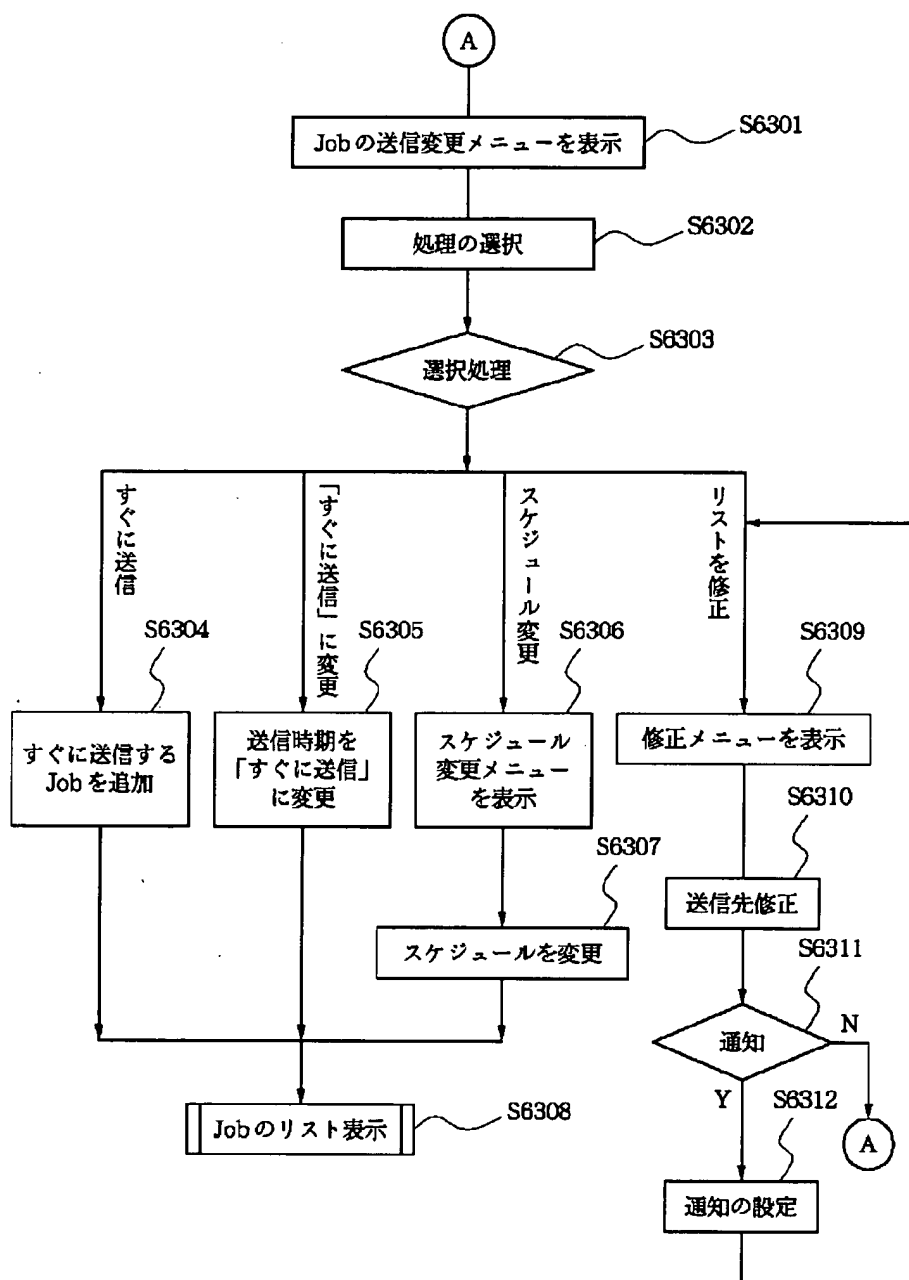 A
Jobの送信変更メニューを表示
S6301
処理の選択
S6302
選択処理
S6303
すぐに送信
「すぐに送信」に変更
スケジュール変更
リストを修正
S6304
すぐに送信する
Jobを追加
S6305
送信時期を
「すぐに送信」
に変更
S6306
スケジュール
変更メニュー
を表示
S6307
スケジュールを変更
S6308
Jobのリスト表示
S6309
修正メニューを表示
S6310
送信先修正
S6311
通知
N
Y
A
S6312
通知の設定